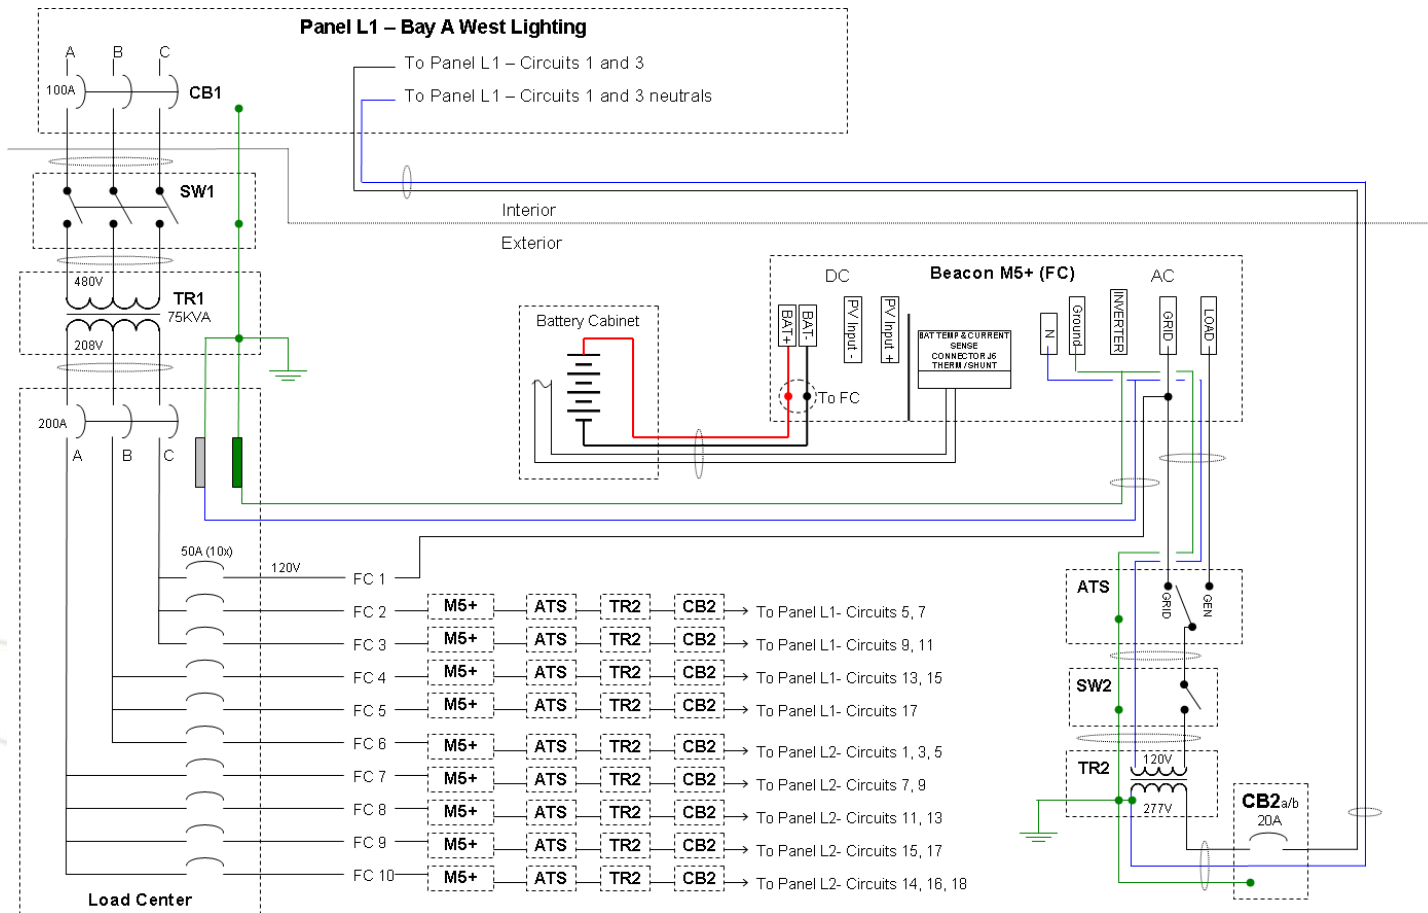 Panel L1 – Bay A West Lighting
A B C
To Panel L1 – Circuits 1 and 3
100A
CB1
To Panel L1 – Circuits 1 and 3 neutrals
SW1
Interior
Exterior
480V
TR1
75KVA
208V
Battery Cabinet
DC
Beacon M5+ (FC)
AC
BAT+
BAT-
PV Input -
PV Input +
BAT TEMP & CURRENT
SENSE
CONNECTOR J6
THERM / SHUNT
N
Ground
INVERTER
GRID
LOAD
To FC
200A
A B C
50A (10x)
120V
FC 1
FC 2 M5+ ATS TR2 CB2 To Panel L1- Circuits 5, 7
FC 3 M5+ ATS TR2 CB2 To Panel L1- Circuits 9, 11
FC 4 M5+ ATS TR2 CB2 To Panel L1- Circuits 13, 15
FC 5 M5+ ATS TR2 CB2 To Panel L1- Circuits 17
FC 6 M5+ ATS TR2 CB2 To Panel L2- Circuits 1, 3, 5
FC 7 M5+ ATS TR2 CB2 To Panel L2- Circuits 7, 9
FC 8 M5+ ATS TR2 CB2 To Panel L2- Circuits 11, 13
FC 9 M5+ ATS TR2 CB2 To Panel L2- Circuits 15, 17
FC 10 M5+ ATS TR2 CB2 To Panel L2- Circuits 14, 16, 18
Load Center
ATS
GRID
GEN
SW2
TR2
120V
277V
CB2a/b
20A